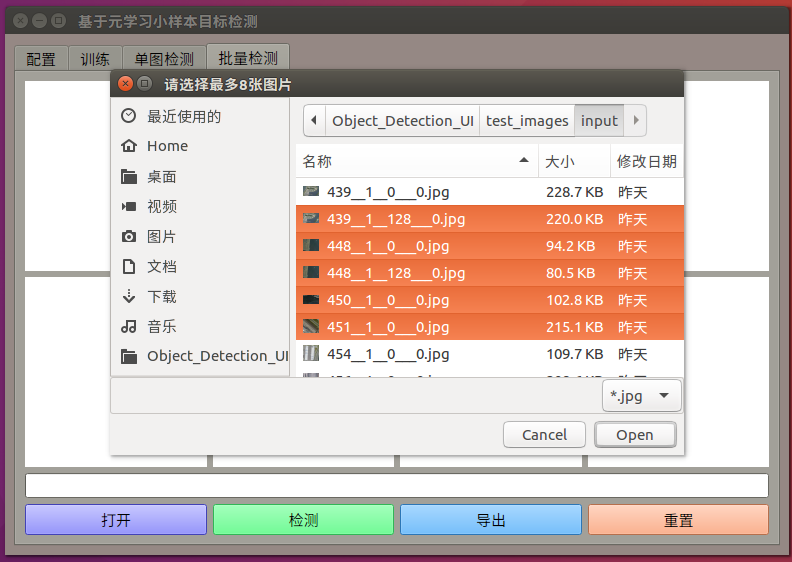 基于元学习小样本目标检测
配置 训练 单图检测 批量检测
请选择最多8张图片
最近使用的
Home
桌面
视频
图片
文档
下载
音乐
Object_Detection_UI
Object_Detection_UI test_images input
名称 大小 修改日期
439__1__0___0.jpg 228.7 KB 昨天
439__1__128___0.jpg 220.0 KB 昨天
448__1__0___0.jpg 94.2 KB 昨天
448__1__128___0.jpg 80.5 KB 昨天
450__1__0___0.jpg 102.8 KB 昨天
451__1__0___0.jpg 215.1 KB 昨天
454__1__0___0.jpg 109.7 KB 昨天
*.jpg
Cancel Open
打开 检测 导出 重置